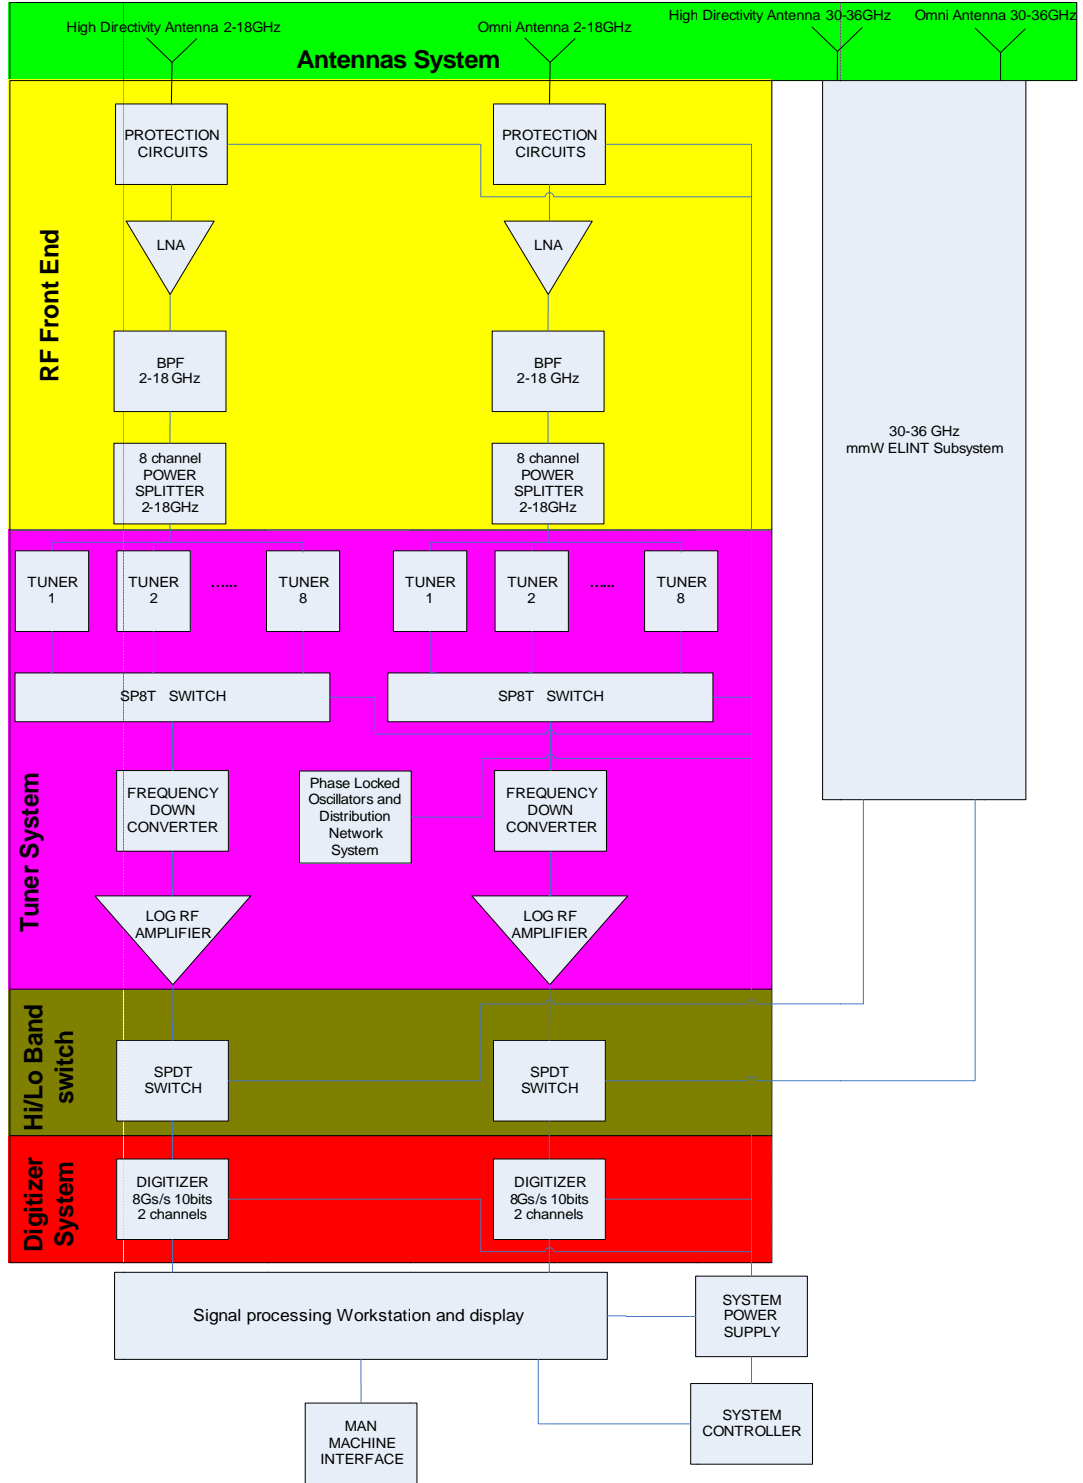 High Directivity Antenna 2-18GHz
Omni Antenna 2-18GHz
High Directivity Antenna 30-36GHz
Omni Antenna 30-36GHz
Antennas System
RF Front End
PROTECTION
CIRCUITS
PROTECTION
CIRCUITS
LNA
LNA
BPF
2-18 GHz
BPF
2-18 GHz
8 channel
POWER
SPLITTER
2-18GHz
8 channel
POWER
SPLITTER
2-18GHz
30-36 GHz
mmW ELINT Subsystem
Tuner System
TUNER
1
TUNER
2
......
TUNER
8
TUNER
1
TUNER
2
......
TUNER
8
SP8T SWITCH
SP8T SWITCH
FREQUENCY
DOWN
CONVERTER
Phase Locked
Oscillators and
Distribution
Network
System
FREQUENCY
DOWN
CONVERTER
LOG RF
AMPLIFIER
LOG RF
AMPLIFIER
Hi/Lo Band
switch
SPDT
SWITCH
SPDT
SWITCH
Digitizer
System
DIGITIZER
8Gs/s 10bits
2 channels
DIGITIZER
8Gs/s 10bits
2 channels
Signal processing Workstation and display
SYSTEM
POWER
SUPPLY
MAN
MACHINE
INTERFACE
SYSTEM
CONTROLLER